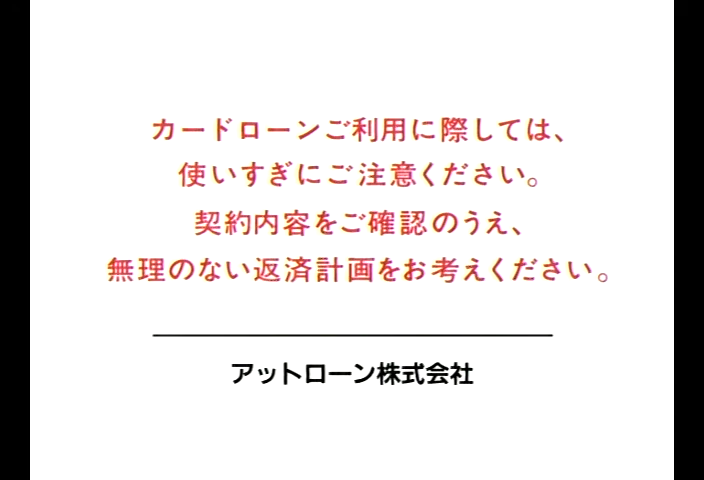 カードローンご利用に際しては、
使いすぎにご注意ください。
契約内容をご確認のうえ、
無理のない返済計画をお考えください。
アットローン株式会社